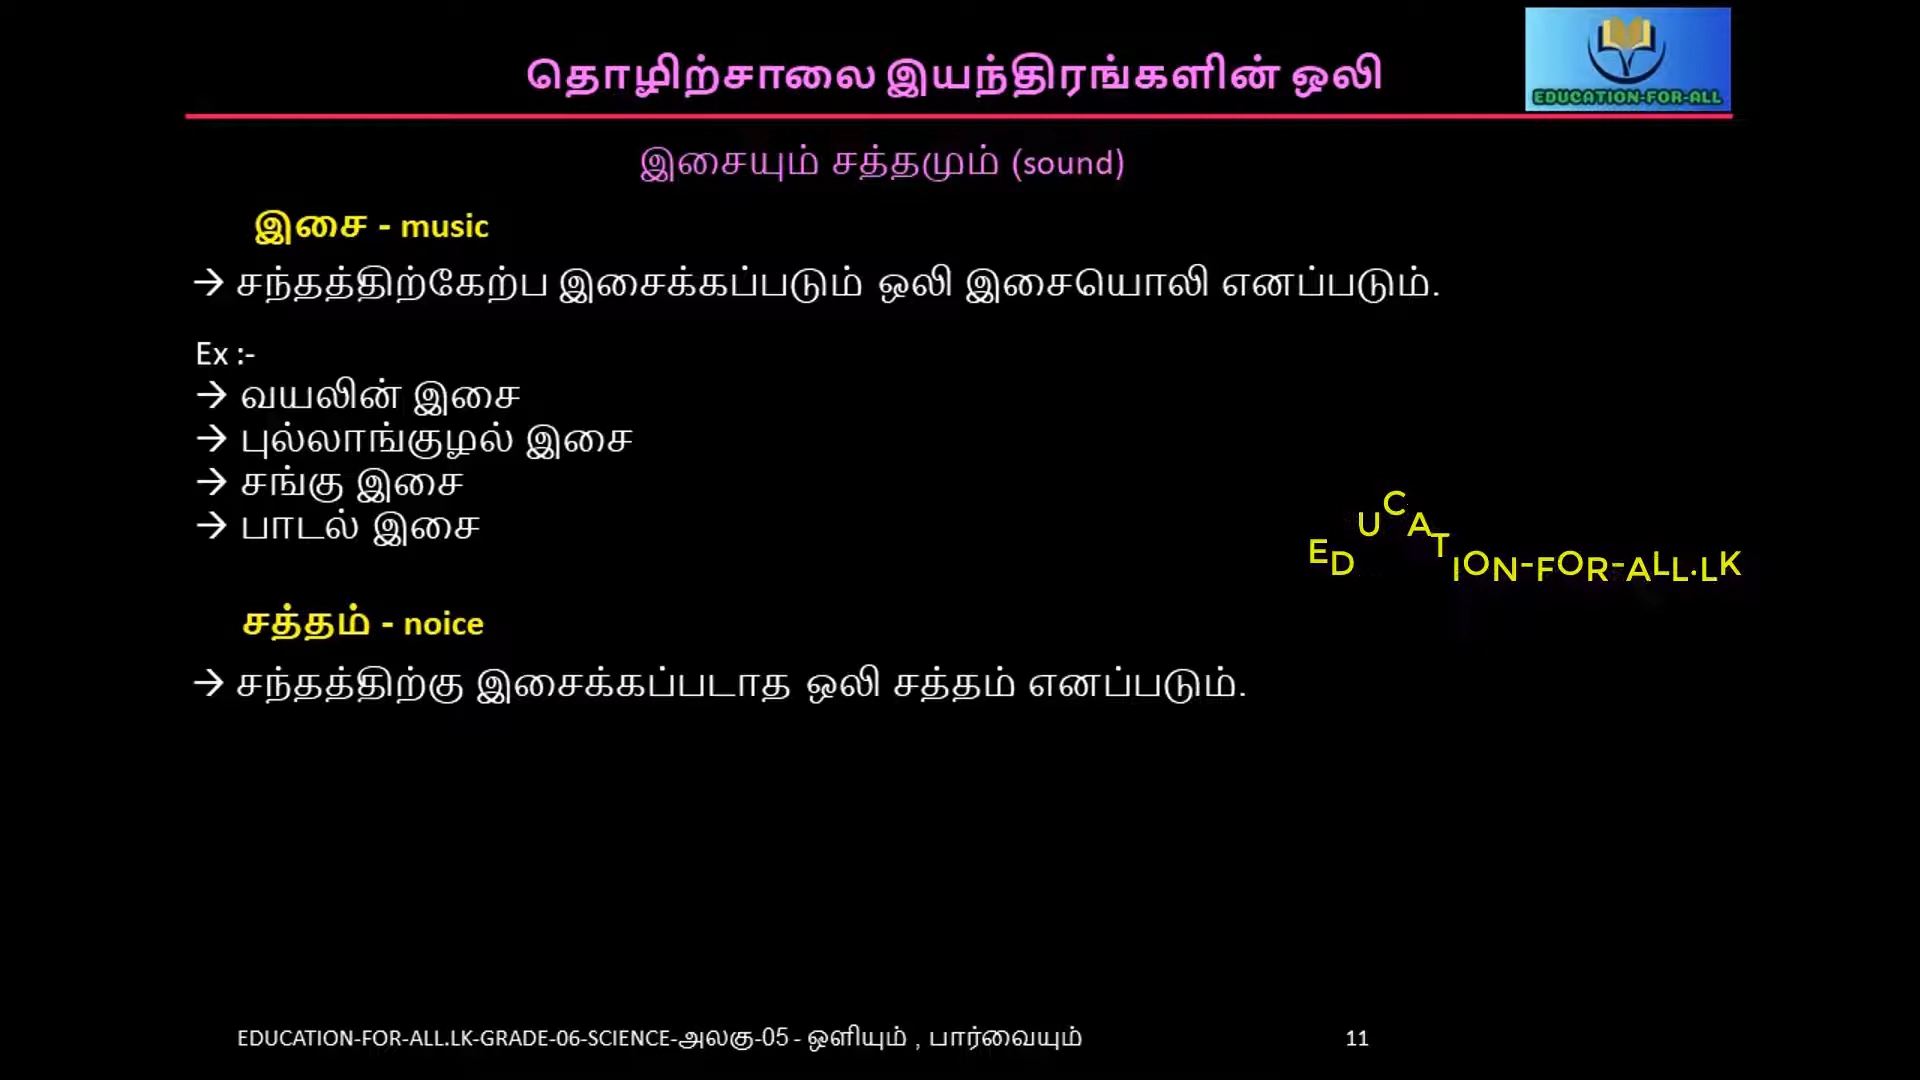 தொழிற்சாலை இயந்திரங்களின் ஒலி
EDUCATION-FOR-ALL
இசையும் சத்தமும் (sound)
இசை - music
→ சந்தத்திற்கேற்ப இசைக்கப்படும் ஒலி இசையொலி எனப்படும்.
Ex :-
→ வயலின் இசை
→ புல்லாங்குழல் இசை
→ சங்கு இசை
→ பாடல் இசை
EDUCATION-FOR-ALL.LK
சத்தம் - noice
→ சந்தத்திற்கு இசைக்கப்படாத ஒலி சத்தம் எனப்படும்.
EDUCATION-FOR-ALL.LK-GRADE-06-SCIENCE-அலகு-05 - ஒளியும் , பார்வையும் 11